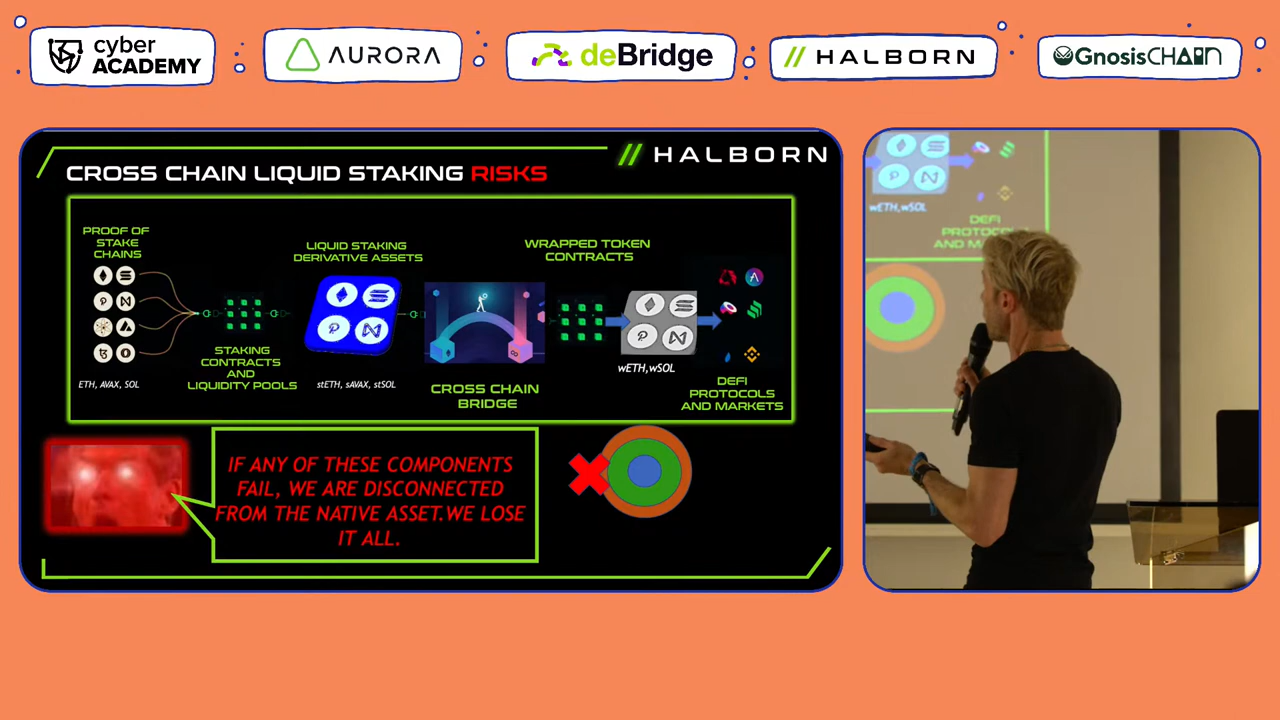 cyber
ACADEMY
AURORA
deBridge
// HALBORN
GnosisCHAIN
// HALBORN
CROSS CHAIN LIQUID STAKING RISKS
PROOF OF
STAKE
CHAINS
ETH, AVAX, SOL
STAKING
CONTRACTS
AND
LIQUIDITY POOLS
LIQUID STAKING
DERIVATIVE ASSETS
stETH, sAVAX, stSOL
CROSS CHAIN
BRIDGE
WRAPPED TOKEN
CONTRACTS
wETH,wSOL
DEFI
PROTOCOLS
AND MARKETS
IF ANY OF THESE COMPONENTS
FAIL, WE ARE DISCONNECTED
FROM THE NATIVE ASSET.WE LOSE
IT ALL.
wETH,wSOL
DEFI